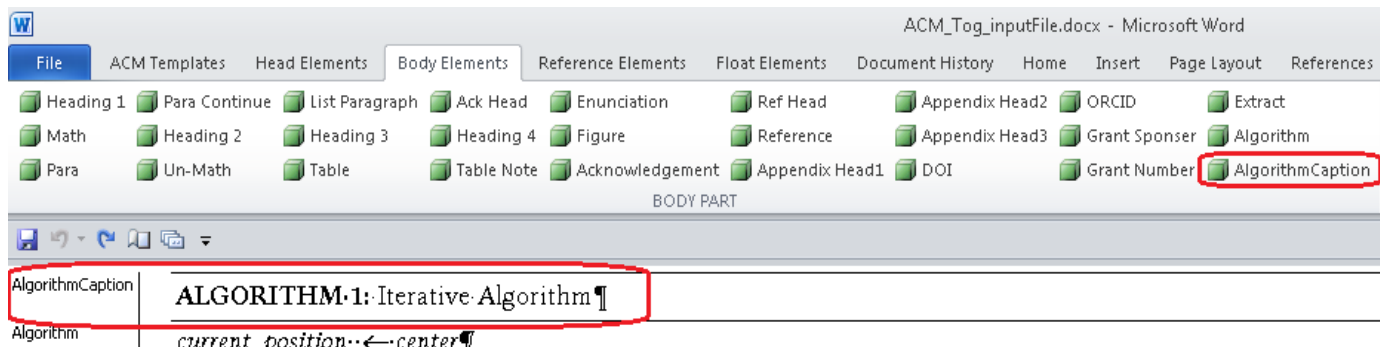 ACM_Tog_inputFile.docx - Microsoft Word
File ACM Templates Head Elements Body Elements Reference Elements Float Elements Document History Home Insert Page Layout References
Heading 1 Para Continue List Paragraph Ack Head Enunciation Ref Head Appendix Head2 ORCID Extract
Math Heading 2 Heading 3 Heading 4 Figure Reference Appendix Head3 Grant Sponser Algorithm
Para Un-Math Table Table Note Acknowledgement Appendix Head1 DOI Grant Number AlgorithmCaption
BODY PART
AlgorithmCaption ALGORITHM·1:·Iterative·Algorithm¶
Algorithm current_position··←·center¶